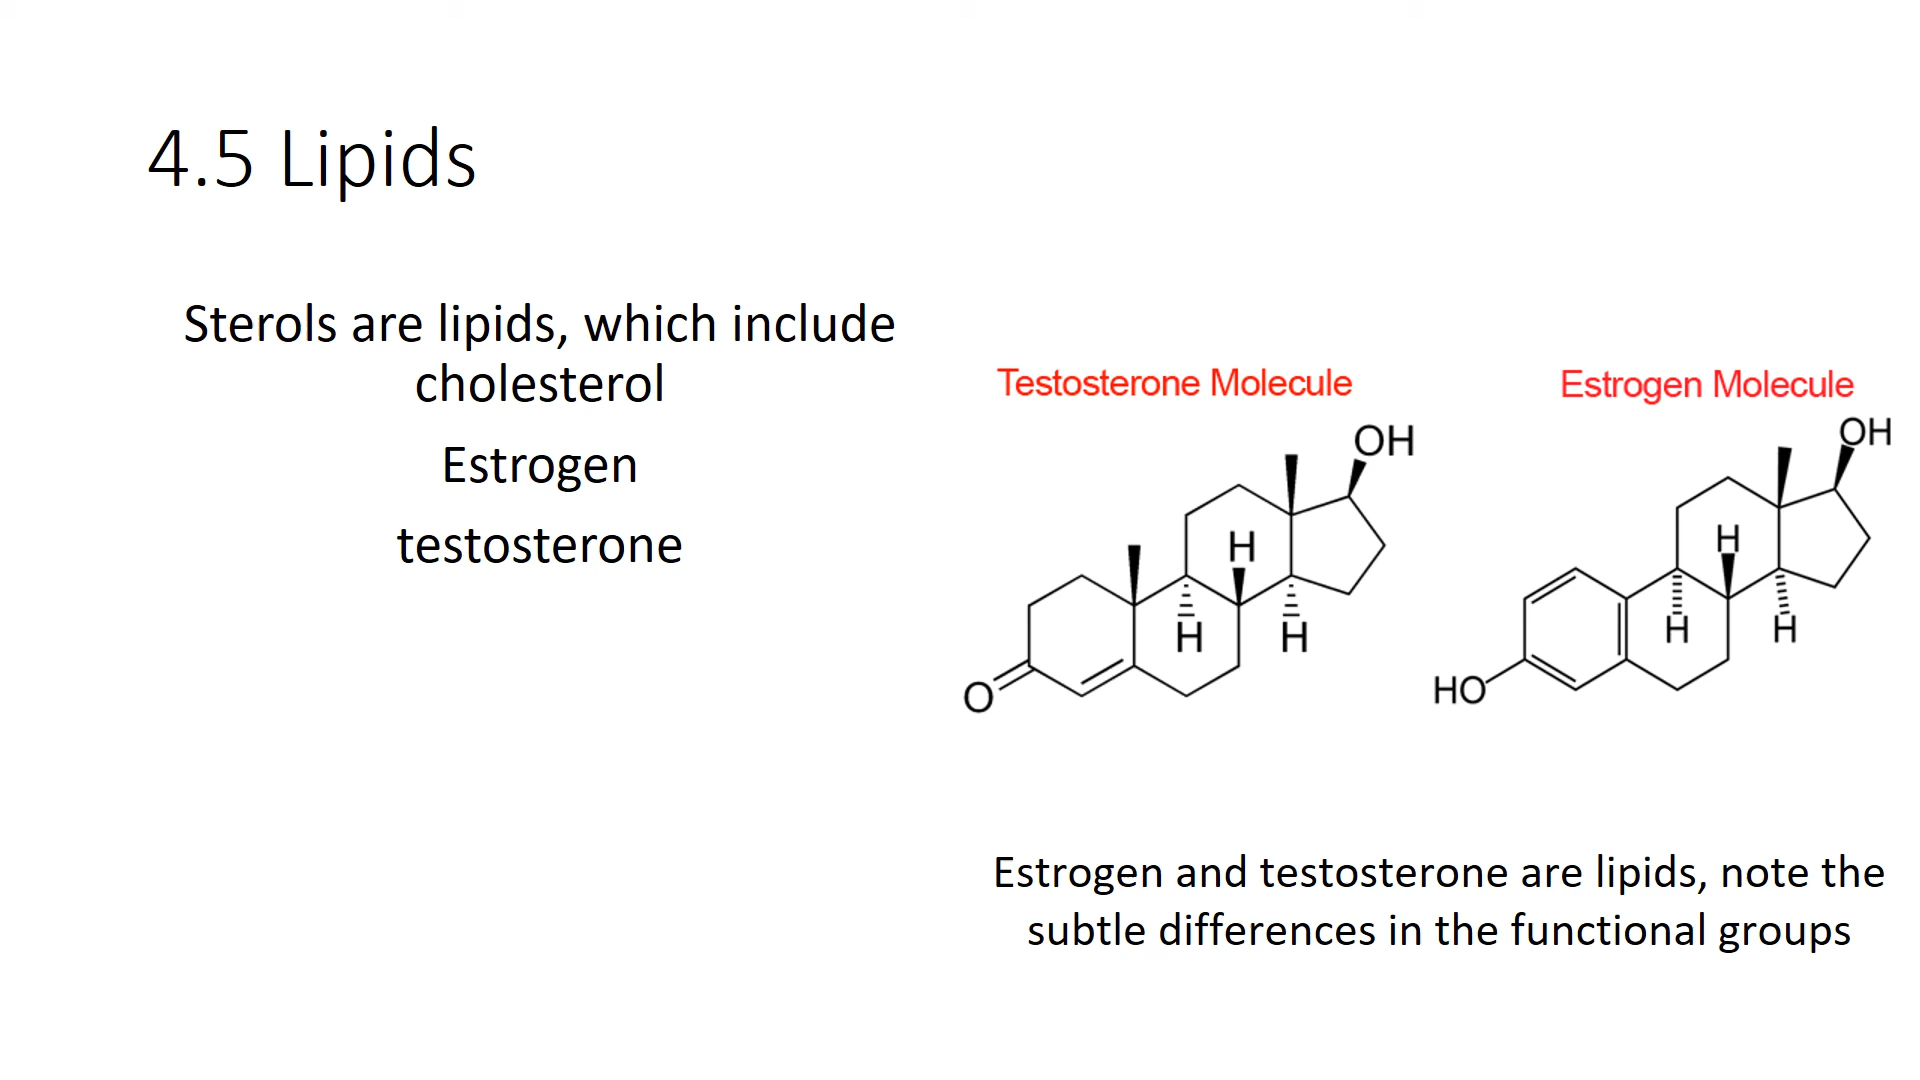 4.5 Lipids
Sterols are lipids, which include
cholesterol
Estrogen
testosterone
Testosterone Molecule
OH
H
H
H
O
Estrogen Molecule
OH
H
H
H
HO
Estrogen and testosterone are lipids, note the
subtle differences in the functional groups